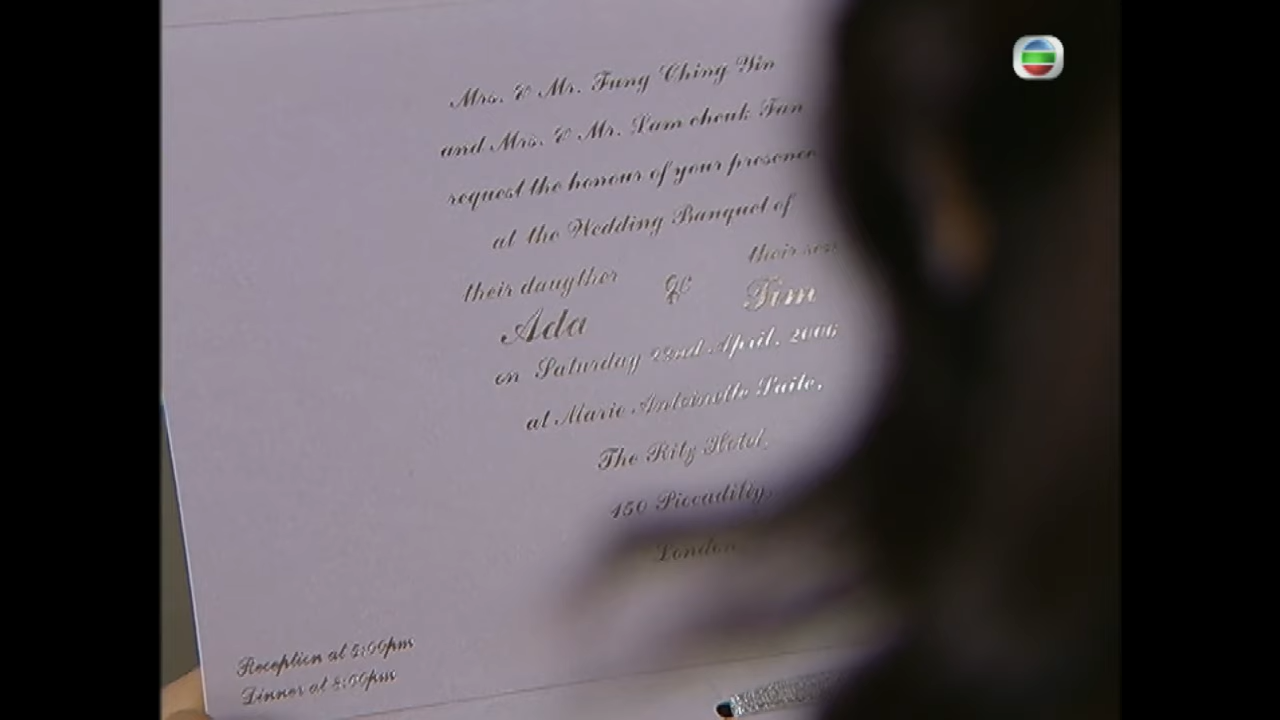 Mrs. & Mr. Fung Ching Yin
and Mrs. & Mr. Lam cheuk Fan
request the honour of your presence
at the Wedding Banquet of
their daugther & their son
Ada Tim
on Saturday 22nd April, 2006
at Marie Antoinette Suite,
The Ritz Hotel,
150 Piccadilly,
London
Reception at 5:00pm
Dinner at 8:00pm